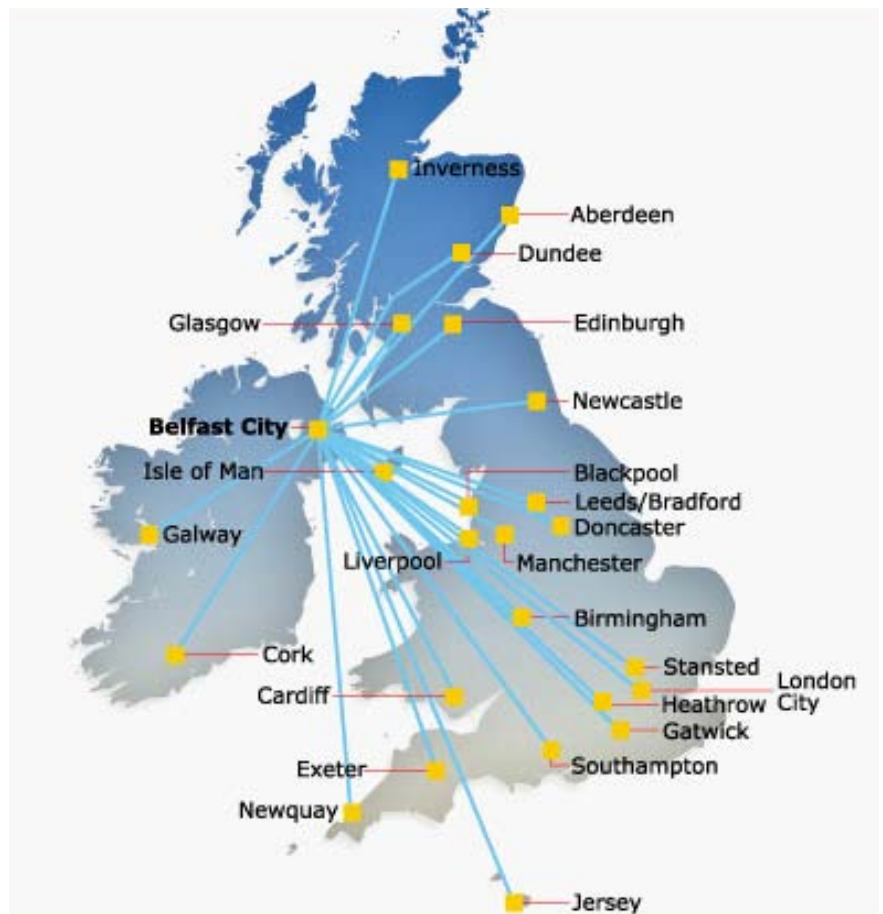 Inverness
Aberdeen
Dundee
Glasgow
Edinburgh
Newcastle
Belfast City
Isle of Man
Blackpool
Leeds/Bradford
Doncaster
Galway
Liverpool
Manchester
Birmingham
Cork
Stansted
Cardiff
London
City
Heathrow
Gatwick
Exeter
Southampton
Newquay
Jersey